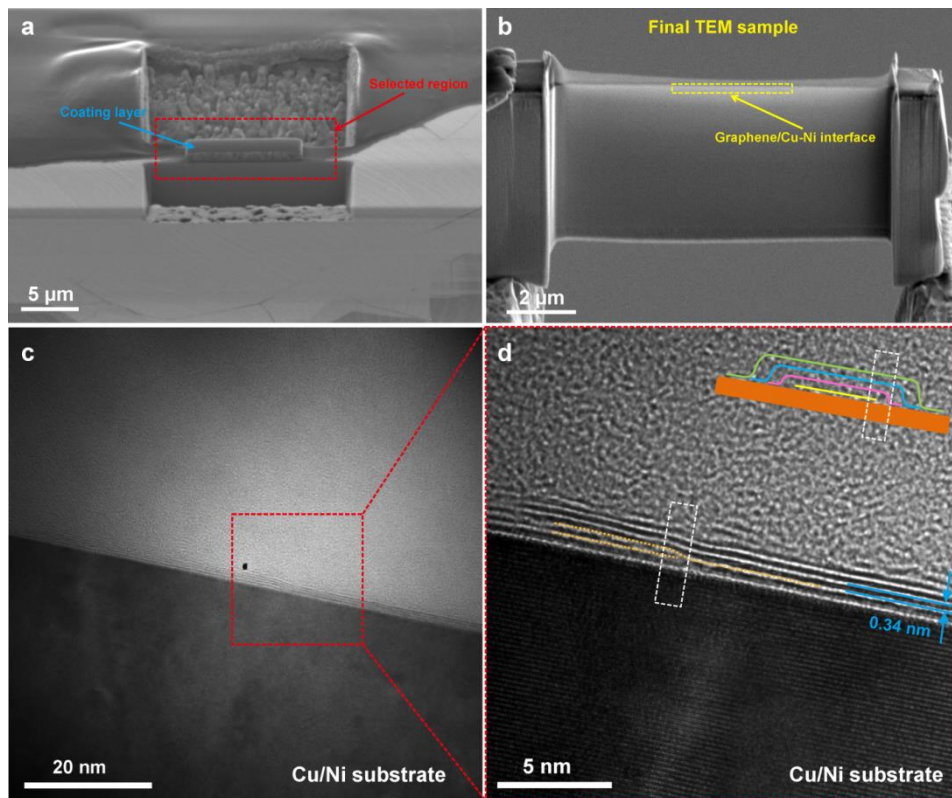 a
Selected region
Coating layer
5 μm
b
Final TEM sample
Graphene/Cu-Ni interface
2 μm
c
20 nm
Cu/Ni substrate
d
0.34 nm
5 nm
Cu/Ni substrate